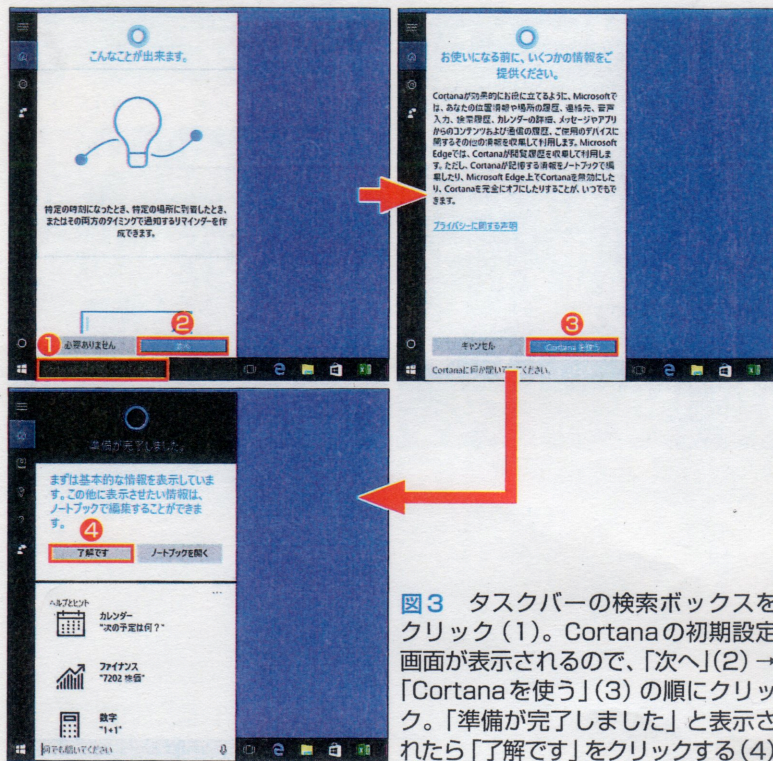 こんなことが出来ます。
特定の時刻になったとき、特定の場所に到着したとき、
またはその両方のタイミングで通知するリマインダーを作
成できます。
2
1
必要ありません
次へ
お使いになる前に、いくつかの情報をご
提供ください。
Cortanaが効果的にお役に立てるように、Microsoftで
は、あなたの位置情報や場所の履歴、連絡先、音声
入力、検索履歴、カレンダーの詳細、メッセージやアプリ
からのコンテンツおよび通信の履歴、ご使用のデバイスに
関するその他の情報を収集して利用します。Microsoft
Edgeでは、Cortanaが閲覧履歴を収集して利用しま
す。ただし、Cortanaが記憶する情報をノートブックで編
集したり、Microsoft Edge上でCortanaを無効にした
り、Cortanaを完全にオフにしたりすることが、いつでもで
きます。
プライバシーに関する声明
3
キャンセル
Cortana を使う
Cortanaに何か聞いてください。
準備が完了しました。
まずは基本的な情報を表示していま
す。この他に表示させたい情報は、
ノートブックで編集することができま
す。
4
了解です
ノートブックを開く
ヘルプとヒント
カレンダー
"次の予定は何？"
ファイナンス
"7202 株価"
数字
"1+1"
何でも聞いてください
図3　タスクバーの検索ボックスを
クリック(1)。Cortanaの初期設定
画面が表示されるので、「次へ」(2)→
「Cortanaを使う」(3)の順にクリッ
ク。「準備が完了しました」と表示さ
れたら「了解です」をクリックする(4)